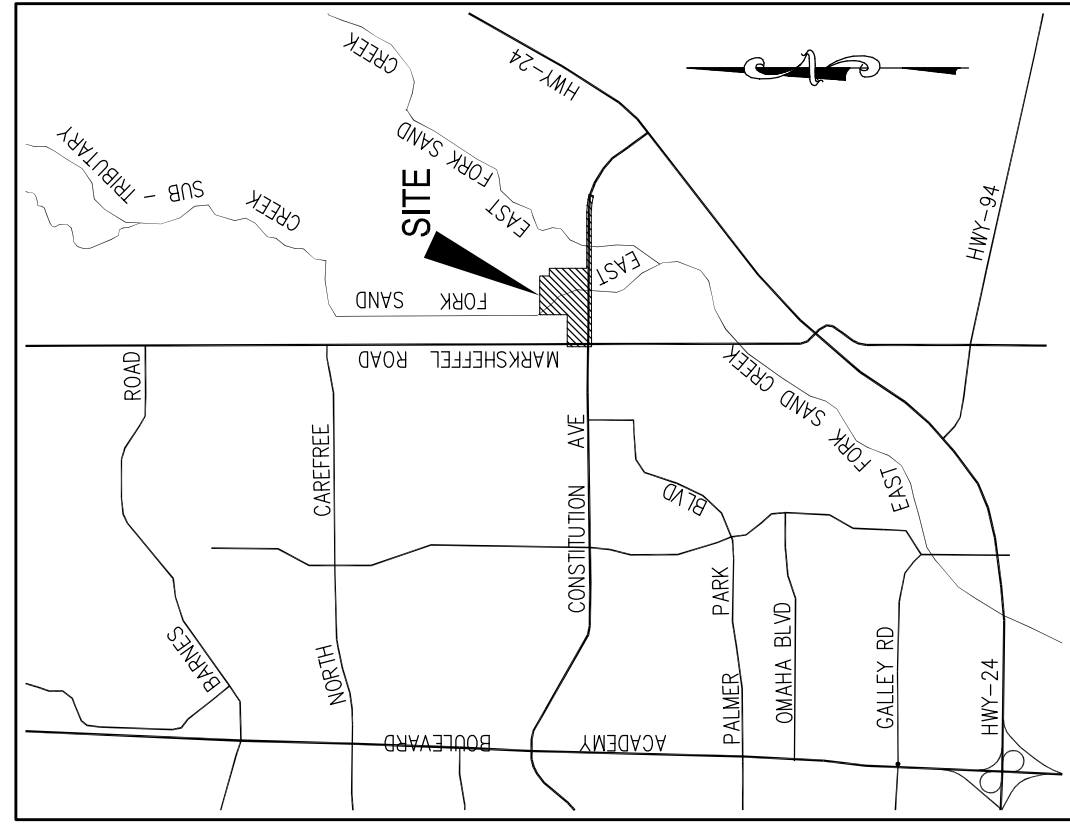 CREEK
HWY-24
TRIBUTARY
SUB -
CREEK
FORK SAND
EAST
SITE
EAST
HWY-94
SAND
FORK
MARKSHEFFEL ROAD
ROAD
CAREFREE
CONSTITUTION AVE
BLVD
EAST FORK SAND CREEK
BARNES
NORTH
PARK
PALMER
OMAHA BLVD
GALLEY RD
HWY-24
ACADEMY BOULEVARD
N